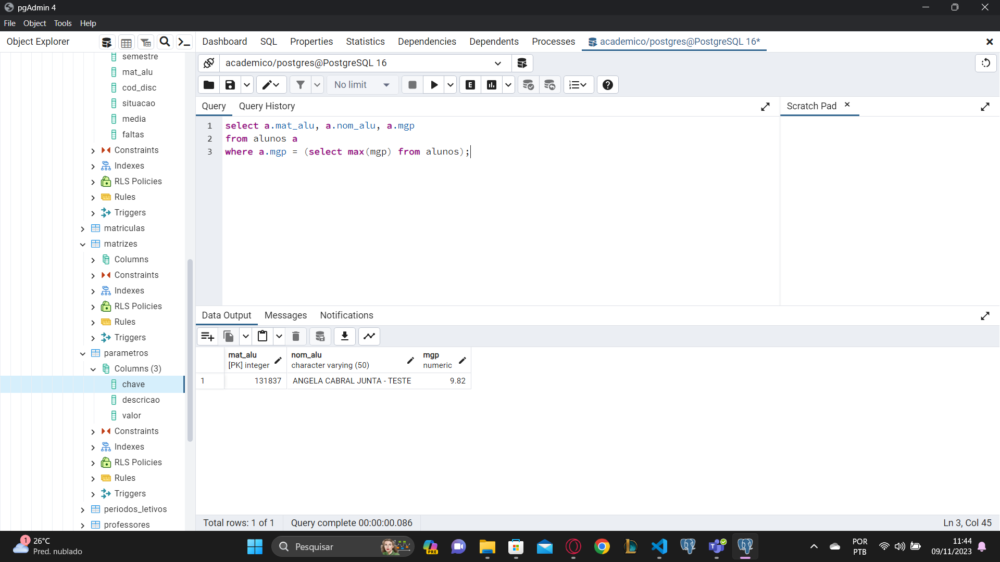 pgAdmin 4
File Object Tools Help
Object Explorer
Dashboard SQL Properties Statistics Dependencies Dependents Processes academico/postgres@PostgreSQL 16*
semestre
mat_alu
cod_disc
situacao
media
faltas
Constraints
Indexes
RLS Policies
Rules
Triggers
matriculas
matrizes
Columns
Constraints
Indexes
RLS Policies
Rules
Triggers
parametros
Columns (3)
chave
descricao
valor
Constraints
Indexes
RLS Policies
Rules
Triggers
periodos_letivos
professores
academico/postgres@PostgreSQL 16
No limit
E
Query Query History
Scratch Pad
1 select a.mat_alu, a.nom_alu, a.mgp
2 from alunos a
3 where a.mgp = (select max(mgp) from alunos);
Data Output Messages Notifications
mat_alu nom_alu mgp
[PK] integer character varying (50) numeric
1 131837 ANGELA CABRAL JUNTA - TESTE 9.82
Total rows: 1 of 1 Query complete 00:00:00.086 Ln 3, Col 45
1
26°C
Pred. nublado
Pesquisar
PRE
POR
PTB
11:44
09/11/2023